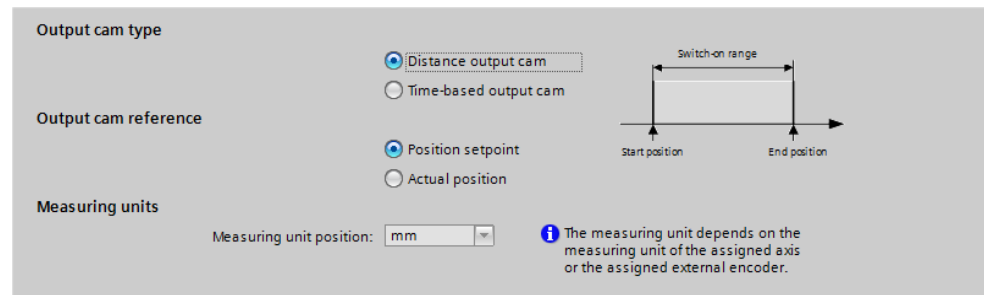 Output cam type
Distance output cam
Time-based output cam
Switch-on range
Start position
End position
Output cam reference
Position setpoint
Actual position
Measuring units
Measuring unit position: mm
The measuring unit depends on the
measuring unit of the assigned axis
or the assigned external encoder.